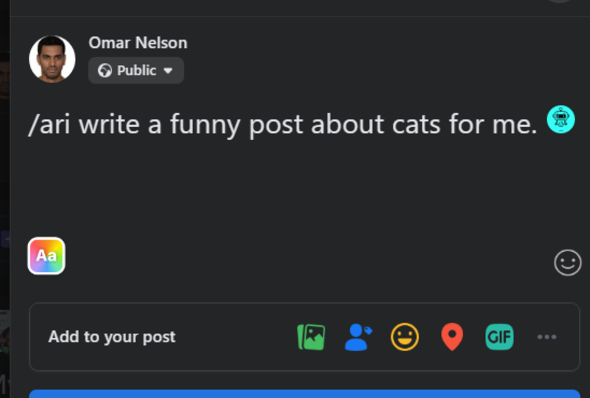 Omar Nelson
Public
/ari write a funny post about cats for me.
Aa
Add to your post
GIF